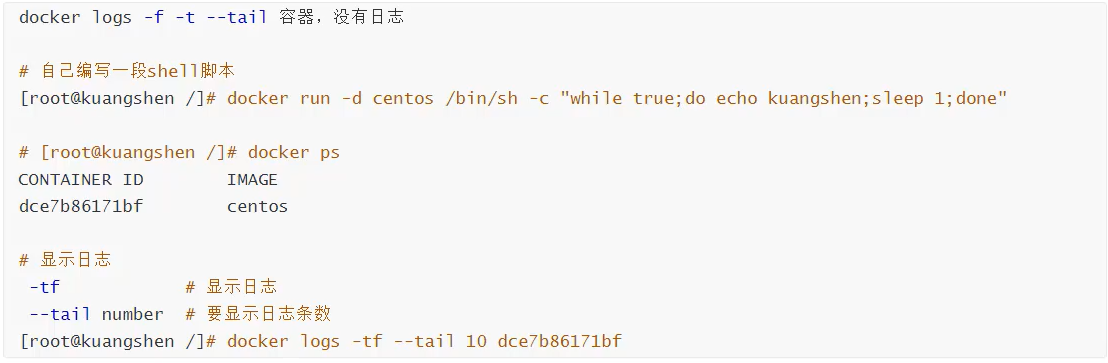 docker logs -f -t --tail 容器，没有日志
# 自己编写一段shell脚本
[root@kuangshen /]# docker run -d centos /bin/sh -c "while true;do echo kuangshen;sleep 1;done"
# [root@kuangshen /]# docker ps
CONTAINER ID        IMAGE
dce7b86171bf        centos
# 显示日志
-tf            # 显示日志
--tail number  # 要显示日志条数
[root@kuangshen /]# docker logs -tf --tail 10 dce7b86171bf